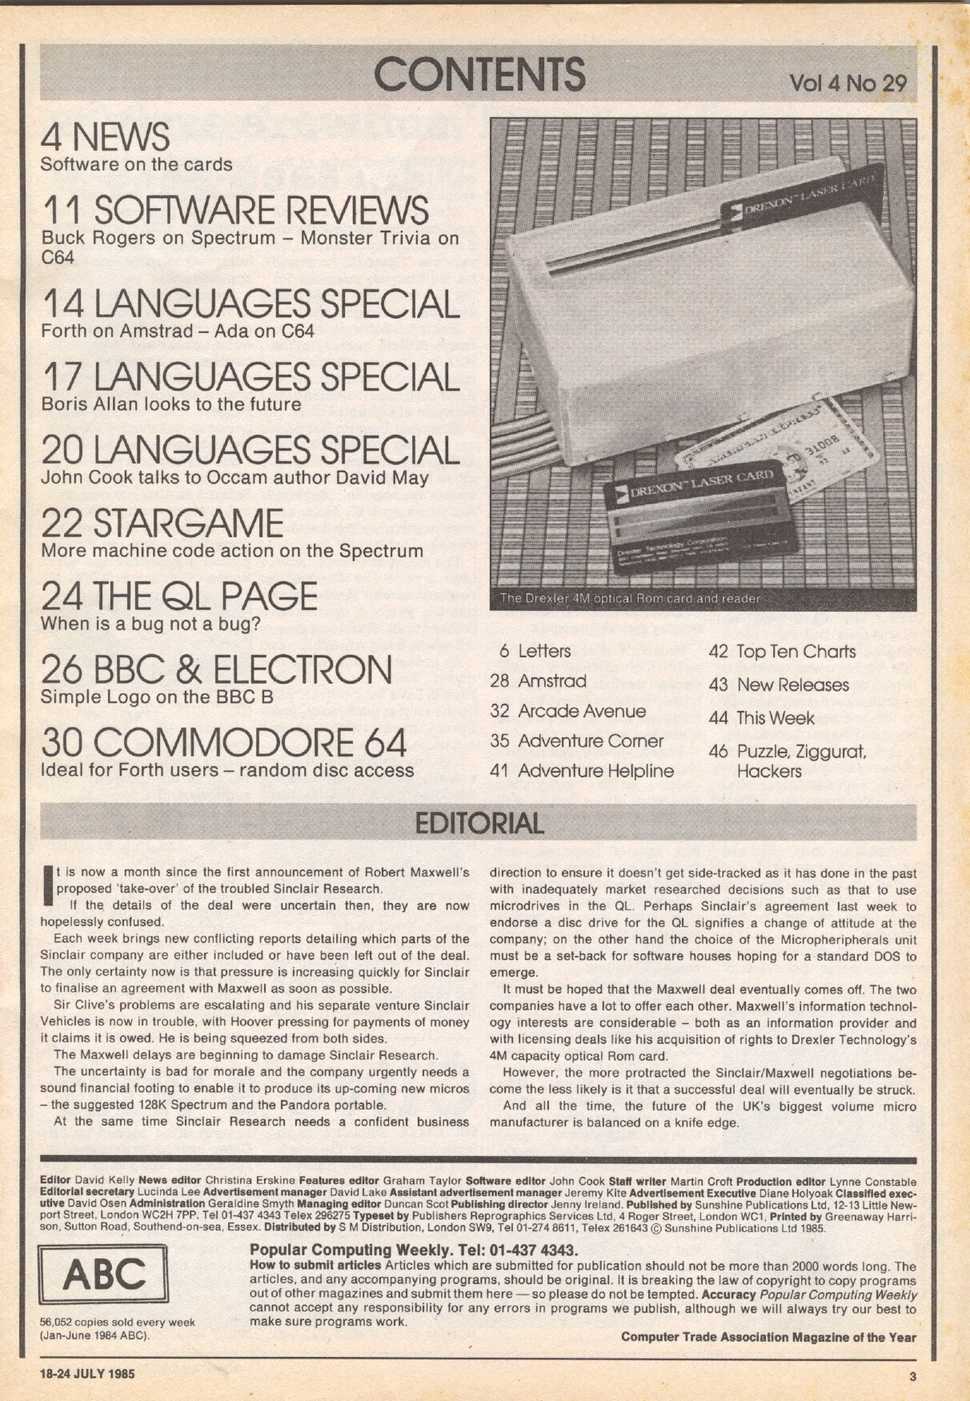 CONTENTS
Vol 4 No 29
4 NEWS
Software on the cards
11 SOFTWARE REVIEWS
Buck Rogers on Spectrum – Monster Trivia on
C64
14 LANGUAGES SPECIAL
Forth on Amstrad – Ada on C64
17 LANGUAGES SPECIAL
Boris Allan looks to the future
20 LANGUAGES SPECIAL
John Cook talks to Occam author David May
22 STARGAME
More machine code action on the Spectrum
24 THE QL PAGE
When is a bug not a bug?
26 BBC & ELECTRON
Simple Logo on the BBC B
30 COMMODORE 64
Ideal for Forth users – random disc access
DREXON™ LASER CARD
31008
DREXON™ LASER CARD
Drexler Technology Corporation
The Drexler 4M optical Rom card and reader
6 Letters
28 Amstrad
32 Arcade Avenue
35 Adventure Corner
41 Adventure Helpline
42 Top Ten Charts
43 New Releases
44 This Week
46 Puzzle, Ziggurat,
Hackers
EDITORIAL
It is now a month since the first announcement of Robert Maxwell's
proposed 'take-over' of the troubled Sinclair Research.
If the details of the deal were uncertain then, they are now
hopelessly confused.
Each week brings new conflicting reports detailing which parts of the
Sinclair company are either included or have been left out of the deal.
The only certainty now is that pressure is increasing quickly for Sinclair
to finalise an agreement with Maxwell as soon as possible.
Sir Clive's problems are escalating and his separate venture Sinclair
Vehicles is now in trouble, with Hoover pressing for payments of money
it claims it is owed. He is being squeezed from both sides.
The Maxwell delays are beginning to damage Sinclair Research.
The uncertainty is bad for morale and the company urgently needs a
sound financial footing to enable it to produce its up-coming new micros
– the suggested 128K Spectrum and the Pandora portable.
At the same time Sinclair Research needs a confident business
direction to ensure it doesn't get side-tracked as it has done in the past
with inadequately market researched decisions such as that to use
microdrives in the QL. Perhaps Sinclair's agreement last week to
endorse a disc drive for the QL signifies a change of attitude at the
company; on the other hand the choice of the Micropheripherals unit
must be a set-back for software houses hoping for a standard DOS to
emerge.
It must be hoped that the Maxwell deal eventually comes off. The two
companies have a lot to offer each other. Maxwell's information technol-
ogy interests are considerable – both as an information provider and
with licensing deals like his acquisition of rights to Drexler Technology's
4M capacity optical Rom card.
However, the more protracted the Sinclair/Maxwell negotiations be-
come the less likely is it that a successful deal will eventually be struck.
And all the time, the future of the UK's biggest volume micro
manufacturer is balanced on a knife edge.
Editor David Kelly News editor Christina Erskine Features editor Graham Taylor Software editor John Cook Staff writer Martin Croft Production editor Lynne Constable
Editorial secretary Lucinda Lee Advertisement manager David Lake Assistant advertisement manager Jeremy Kite Advertisement Executive Diane Holyoak Classified exec-
utive David Osen Administration Geraldine Smyth Managing editor Duncan Scot Publishing director Jenny Ireland. Published by Sunshine Publications Ltd, 12-13 Little New-
port Street, London WC2H 7PP. Tel 01-437 4343 Telex 296275 Typeset by Publishers Reprographics Services Ltd, 4 Roger Street, London WC1, Printed by Greenaway Harri-
son, Sutton Road, Southend-on-sea, Essex. Distributed by S M Distribution, London SW9, Tel 01-274 8611, Telex 261643 © Sunshine Publications Ltd 1985.
ABC
56,052 copies sold every week
(Jan-June 1984 ABC).
Popular Computing Weekly. Tel: 01-437 4343.
How to submit articles Articles which are submitted for publication should not be more than 2000 words long. The
articles, and any accompanying programs, should be original. It is breaking the law of copyright to copy programs
out of other magazines and submit them here — so please do not be tempted. Accuracy Popular Computing Weekly
cannot accept any responsibility for any errors in programs we publish, although we will always try our best to
make sure programs work.
Computer Trade Association Magazine of the Year
18-24 JULY 1985
3